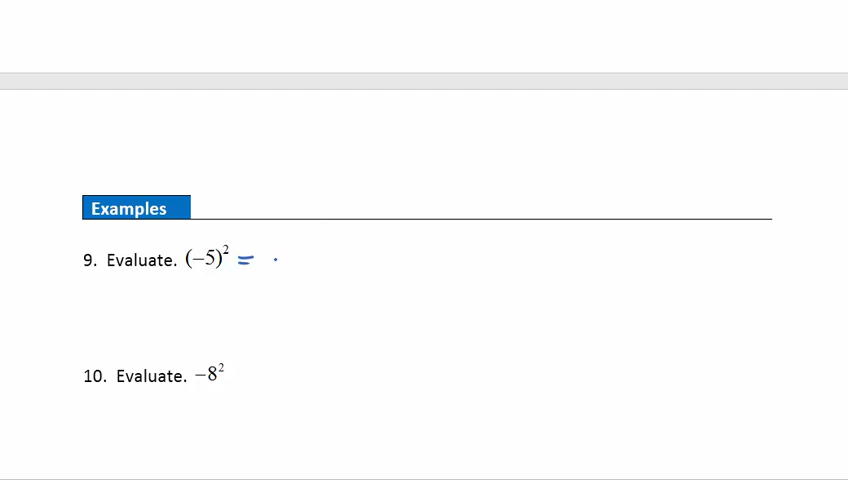 Examples
9. Evaluate. (−5)² =
10. Evaluate. −8²